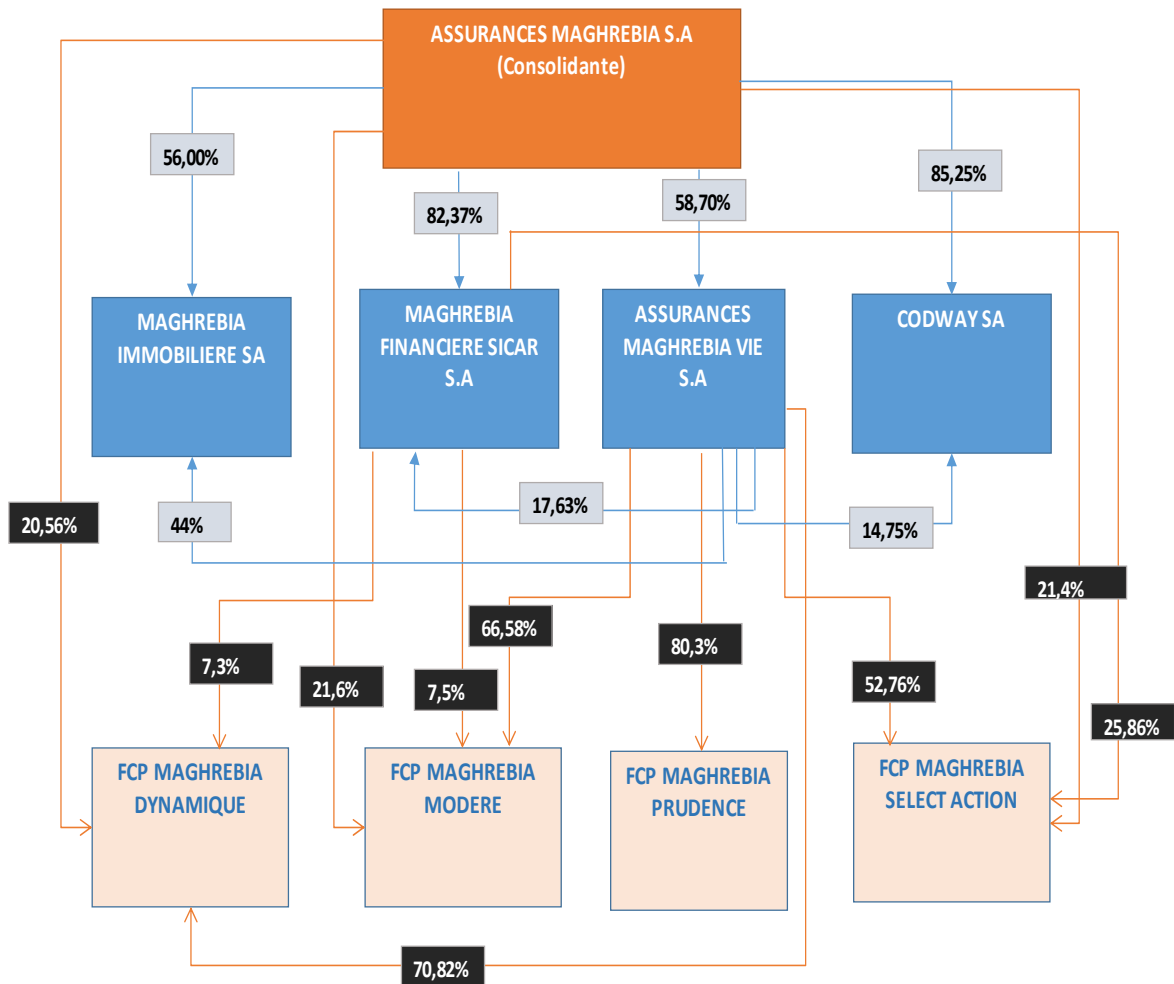 ASSURANCES MAGHREBIA S.A
(Consolidante)
56,00%
82,37%
58,70%
85,25%
MAGHREBIA
IMMOBILIERE SA
MAGHREBIA
FINANCIERE SICAR
S.A
ASSURANCES
MAGHREBIA VIE
S.A
CODWAY SA
20,56%
44%
17,63%
14,75%
21,4%
7,3%
21,6%
7,5%
66,58%
80,3%
52,76%
25,86%
FCP MAGHREBIA
DYNAMIQUE
FCP MAGHREBIA
MODERE
FCP MAGHREBIA
PRUDENCE
FCP MAGHREBIA
SELECT ACTION
70,82%